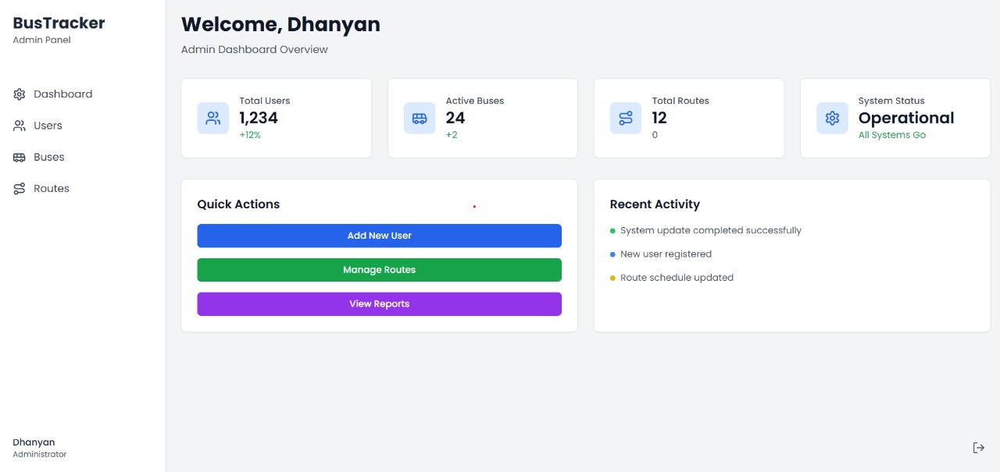 BusTracker
Admin Panel
Dashboard
Users
Buses
Routes
Dhanyan
Administrator
Welcome, Dhanyan
Admin Dashboard Overview
Total Users
1,234
+12%
Active Buses
24
+2
Total Routes
12
0
System Status
Operational
All Systems Go
Quick Actions
Add New User
Manage Routes
View Reports
Recent Activity
System update completed successfully
New user registered
Route schedule updated